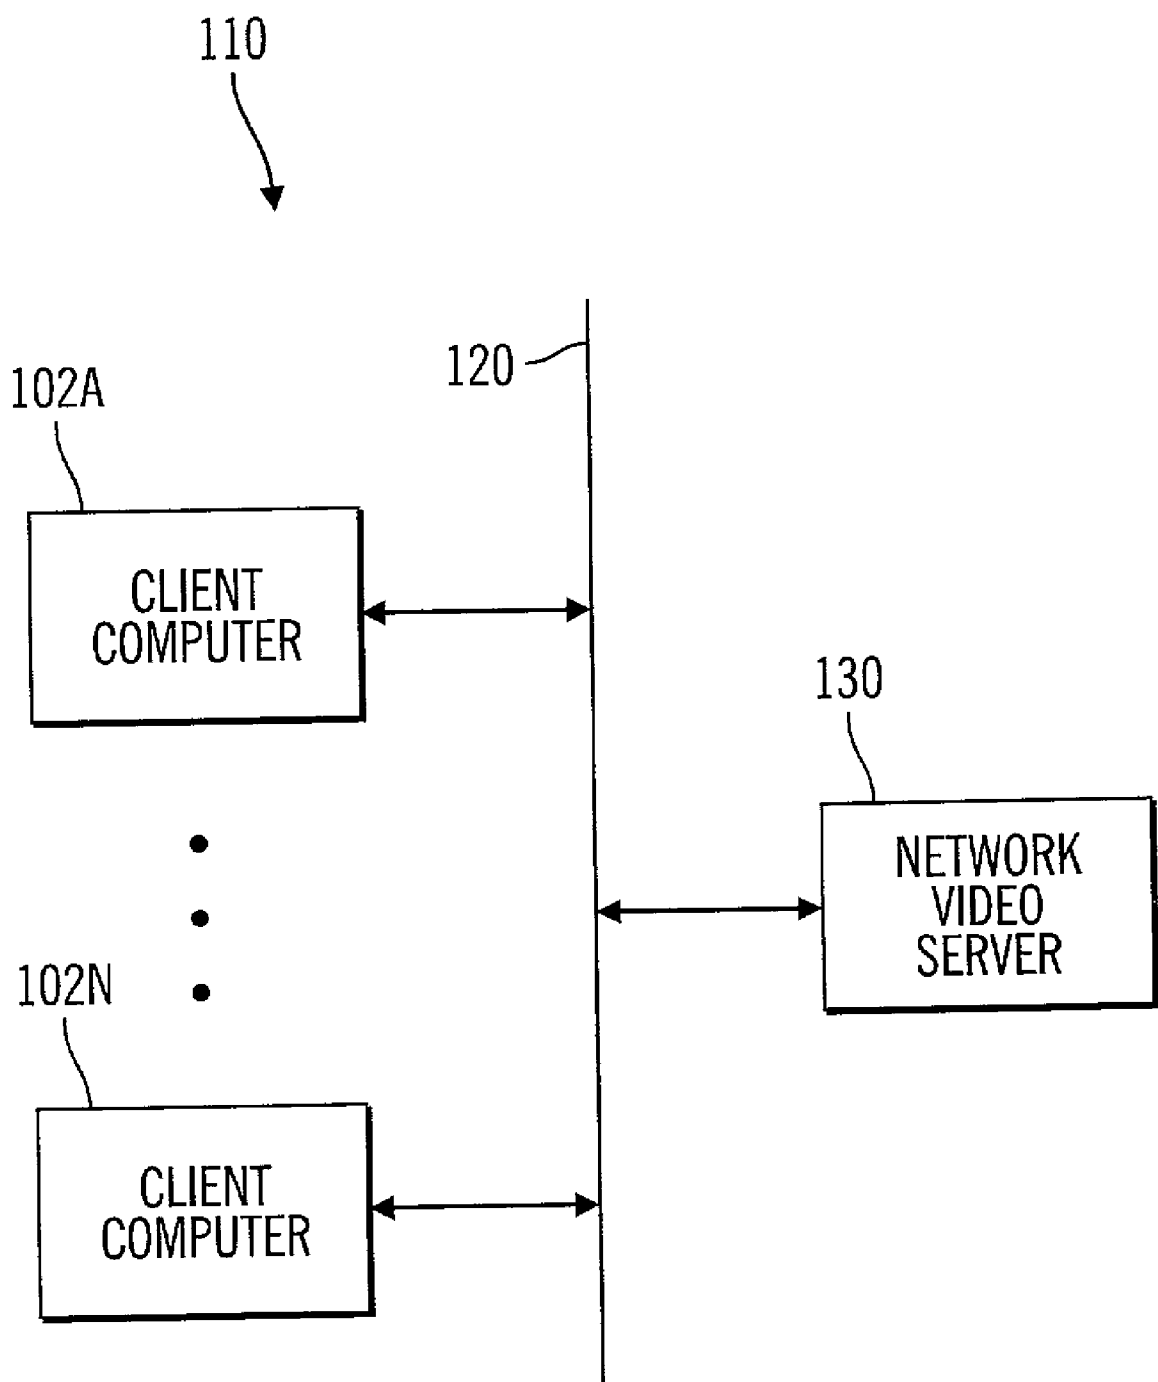 110
120
102A
CLIENT
COMPUTER
130
NETWORK
VIDEO
SERVER
102N
CLIENT
COMPUTER